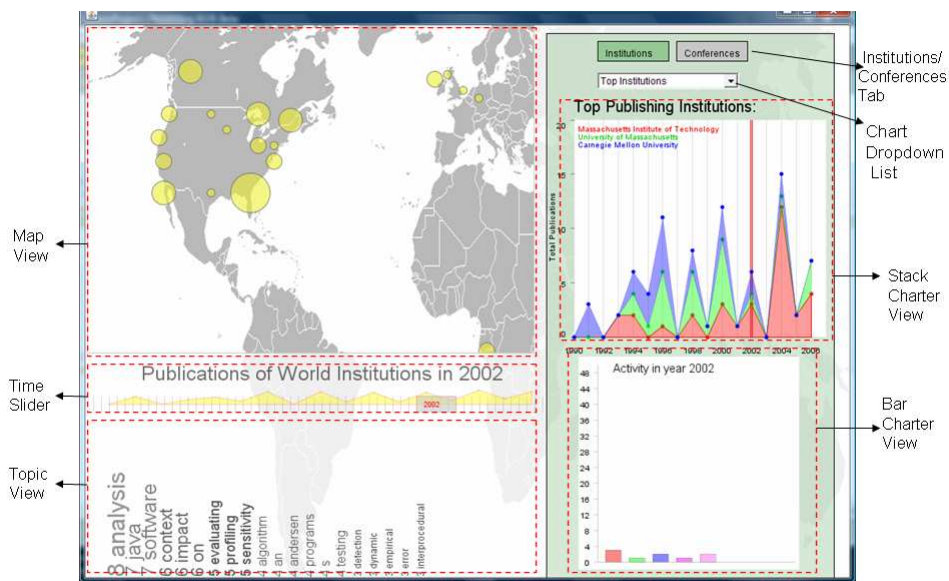 Institutions
Conferences
Institutions/
Conferences
Tab
Top Institutions
Top Publishing Institutions:
Chart
Dropdown
List
20
Massachusetts Institute of Technology
University of Massachusetts
Carnegie Mellon University
15
Total Publications
10
5
0
Map
View
Stack
Charter
View
1990 1992 1994 1996 1998 2000 2002 2004 2006
Publications of World Institutions in 2002
2002
Time
Slider
Activity in year 2002
48
44
40
36
32
28
24
20
16
12
8
4
0
Bar
Charter
View
Topic
View
8 analysis
7 java
7 software
6 context
6 impact
6 on
5 evaluating
5 profiling
5 sensitivity
4 algorithm
4 an
4 andersen
4 programs
4 s
4 testing
3 detection
3 dynamic
3 empirical
3 error
3 interprocedural